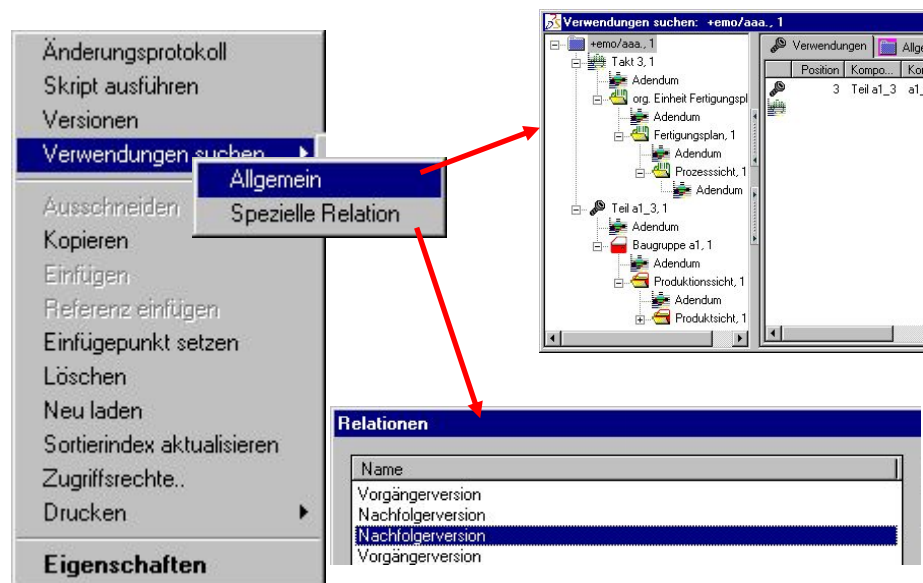 Änderungsprotokoll
Skript ausführen
Versionen
Verwendungen suchen
Allgemein
Spezielle Relation
Ausschneiden
Kopieren
Einfügen
Referenz einfügen
Einfügepunkt setzen
Löschen
Neu laden
Sortierindex aktualisieren
Zugriffsrechte..
Drucken
Eigenschaften
Verwendungen suchen: +emo/aaa., 1
+emo/aaa., 1
Takt 3, 1
Adendum
org. Einheit Fertigungspl
Adendum
Fertigungsplan, 1
Adendum
Prozesssicht, 1
Adendum
Teil a1_3, 1
Adendum
Baugruppe a1, 1
Adendum
Produktionssicht, 1
Adendum
Produktsicht, 1
Verwendungen Allge
Position Kompo... Kor
3 Teil a1_3 a1_
Relationen
Name
Vorgängerversion
Nachfolgerversion
Nachfolgerversion
Vorgängerversion